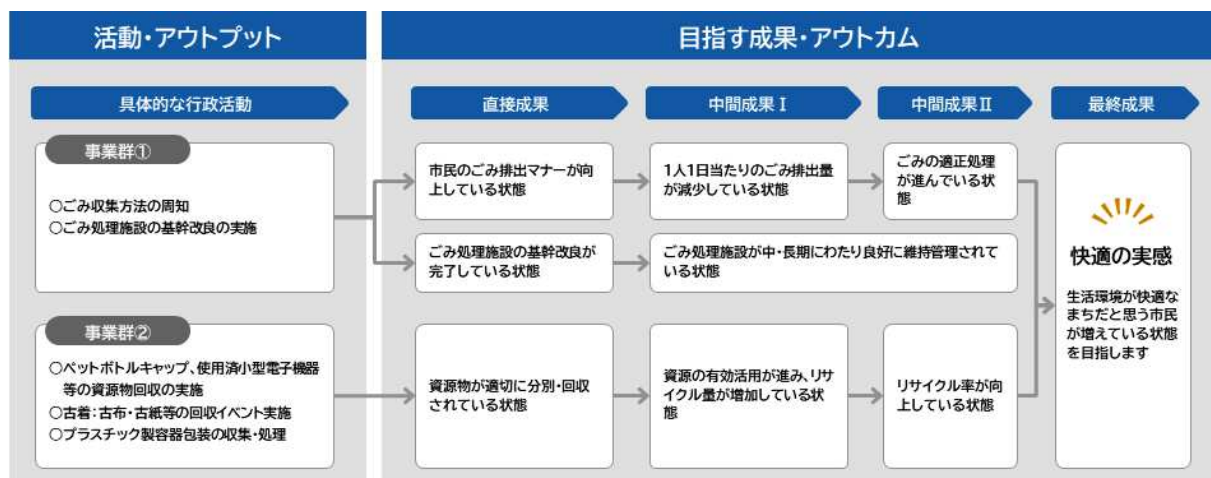 活動・アウトプット
目指す成果・アウトカム
具体的な行政活動
直接成果
中間成果Ⅰ
中間成果Ⅱ
最終成果
事業群①
○ごみ収集方法の周知
○ごみ処理施設の基幹改良の実施
市民のごみ排出マナーが向
上している状態
1人1日当たりのごみ排出量
が減少している状態
ごみの適正処理
が進んでいる状
態
ごみ処理施設の基幹改良が
完了している状態
ごみ処理施設が中・長期にわたり良好に維持管理されて
いる状態
事業群②
○ペットボトルキャップ、使用済小型電子機器
等の資源物回収の実施
○古着:古布・古紙等の回収イベント実施
○プラスチック製容器包装の収集・処理
資源物が適切に分別・回収
されている状態
資源の有効活用が進み、リサ
イクル量が増加している状
態
リサイクル率が向
上している状態
快適の実感
生活環境が快適な
まちだと思う市民
が増えている状態
を目指します